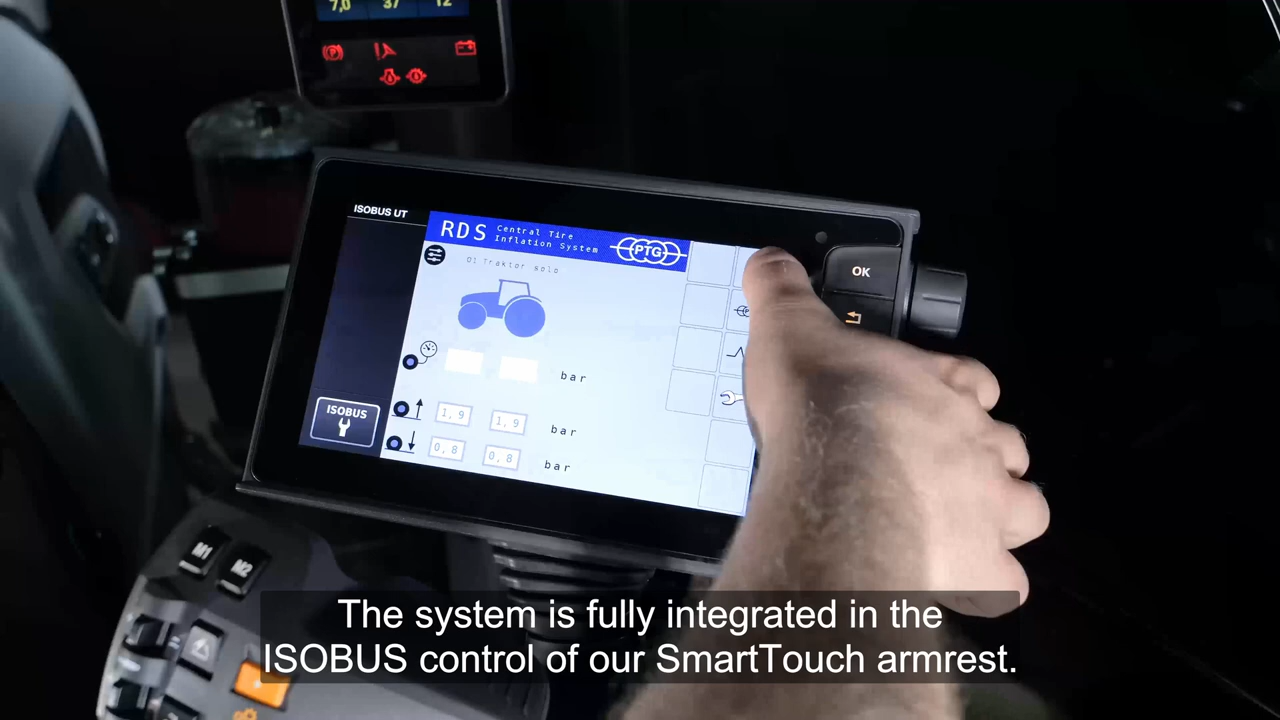 7,0 37 12
ISOBUS UT
RDS Central Tire
Inflation System
PTG
01 Traktor solo
OK
bar
1,9 1,9 bar
0,8 0,8 bar
ISOBUS
M1
M2
The system is fully integrated in the
ISOBUS control of our SmartTouch armrest.